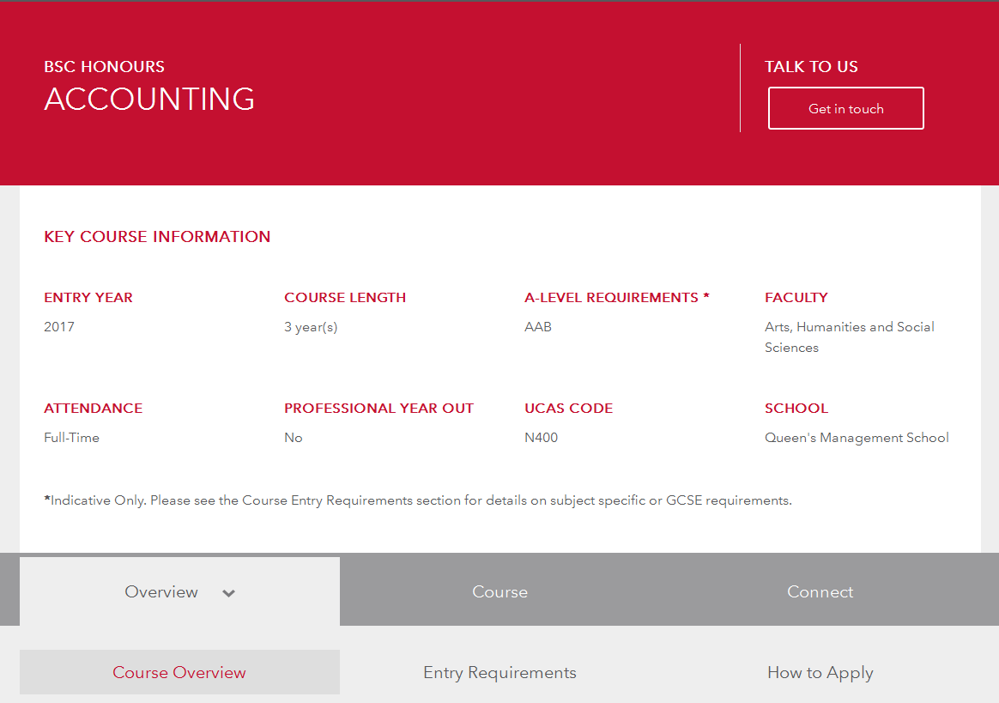 BSC HONOURS
ACCOUNTING
TALK TO US
Get in touch
KEY COURSE INFORMATION
ENTRY YEAR
2017
COURSE LENGTH
3 year(s)
A-LEVEL REQUIREMENTS *
AAB
FACULTY
Arts, Humanities and Social
Sciences
ATTENDANCE
Full-Time
PROFESSIONAL YEAR OUT
No
UCAS CODE
N400
SCHOOL
Queen's Management School
*Indicative Only. Please see the Course Entry Requirements section for details on subject specific or GCSE requirements.
Overview
Course
Connect
Course Overview
Entry Requirements
How to Apply